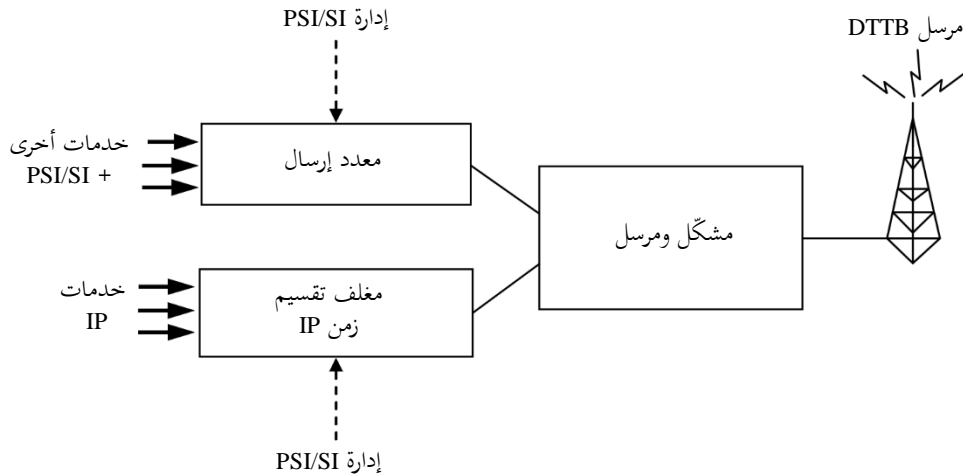 إدارة PSI/SI
مرسل DTTB
خدمات أخرى
PSI/SI +
معدد إرسال
مشكّل ومرسل
خدمات
IP
مغلف تقسيم
زمن IP
إدارة PSI/SI